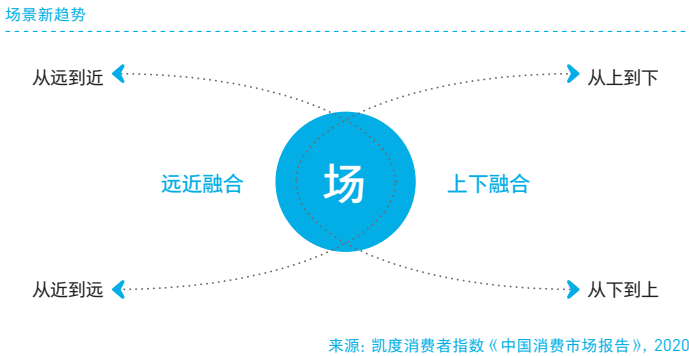 场景新趋势
从远到近
从上到下
远近融合
场
上下融合
从近到远
从下到上
来源: 凯度消费者指数《中国消费市场报告》, 2020